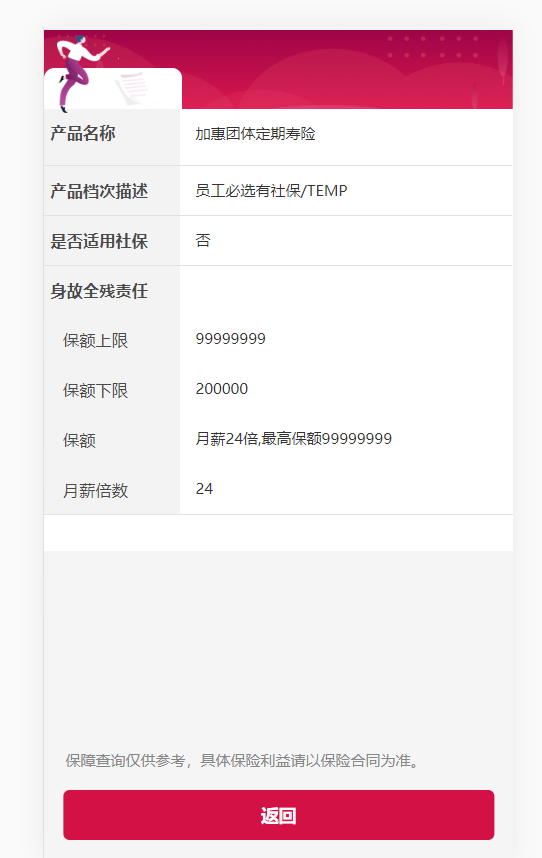 产品名称 加惠团体定期寿险
产品档次描述 员工必选有社保/TEMP
是否适用社保 否
身故全残责任
保额上限 99999999
保额下限 200000
保额 月薪24倍,最高保额99999999
月薪倍数 24
保障查询仅供参考，具体保险利益请以保险合同为准。
返回